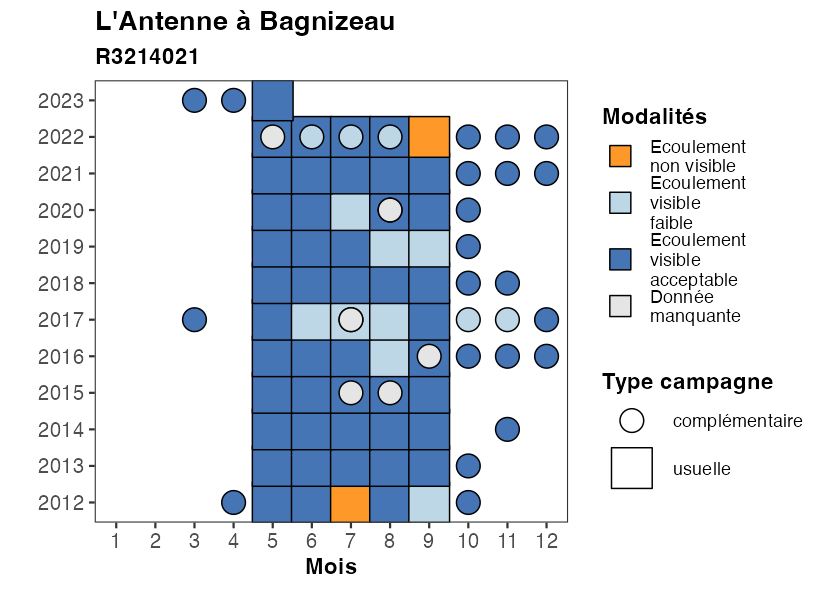 L'Antenne à Bagnizeau
R3214021
2023
2022
2021
2020
2019
2018
2017
2016
2015
2014
2013
2012
1 2 3 4 5 6 7 8 9 10 11 12
Mois
Modalités
Ecoulement
non visible
Ecoulement
visible
faible
Ecoulement
visible
acceptable
Donnée
manquante
Type campagne
complémentaire
usuelle